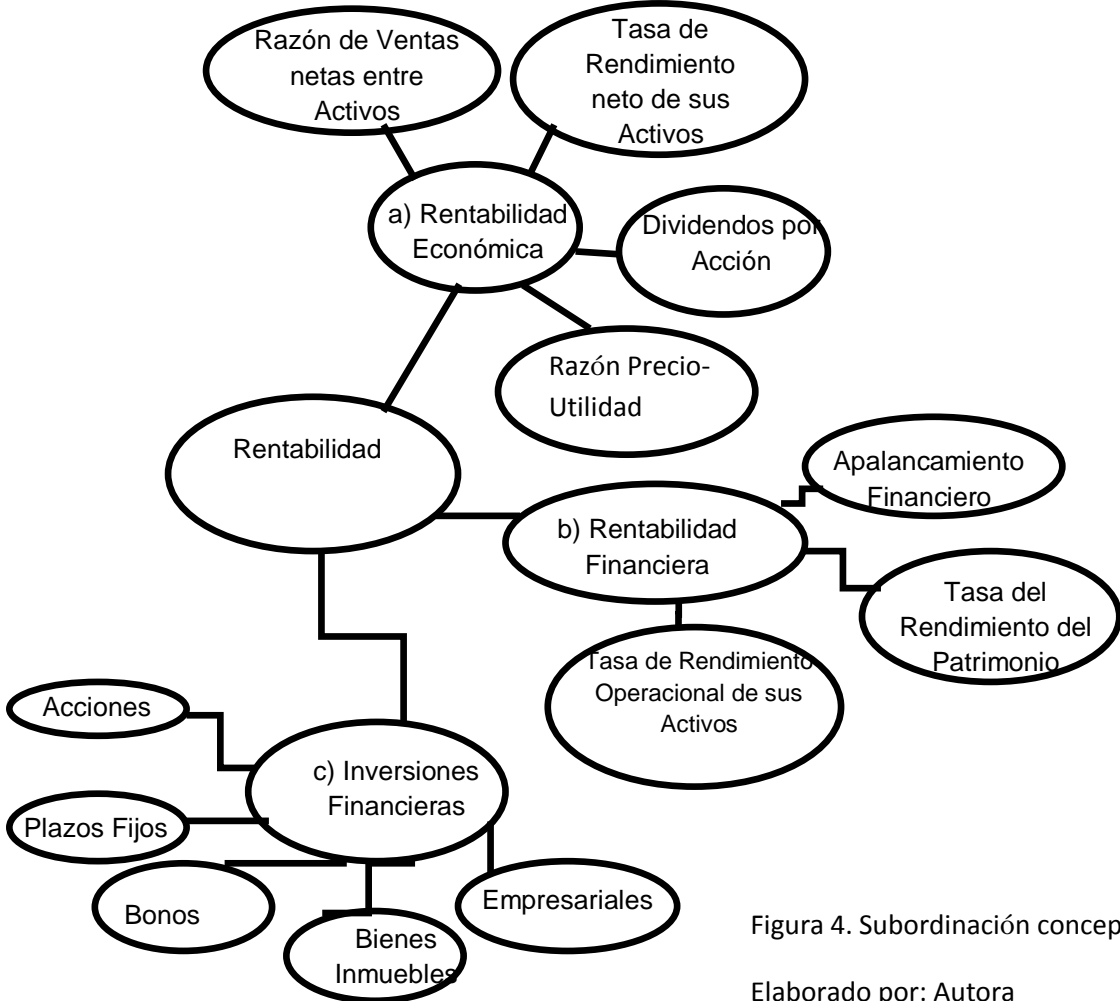 Razón de Ventas
netas entre
Activos
Tasa de
Rendimiento
neto de sus
Activos
a) Rentabilidad
Económica
Dividendos por
Acción
Razón Precio-
Utilidad
Rentabilidad
Apalancamiento
Financiero
b) Rentabilidad
Financiera
Tasa del
Rendimiento del
Patrimonio
Tasa de Rendimiento
Operacional de sus
Activos
Acciones
c) Inversiones
Financieras
Plazos Fijos
Bonos
Bienes
Inmuebles
Empresariales
Figura 4. Subordinación concep
Elaborado por: Autora